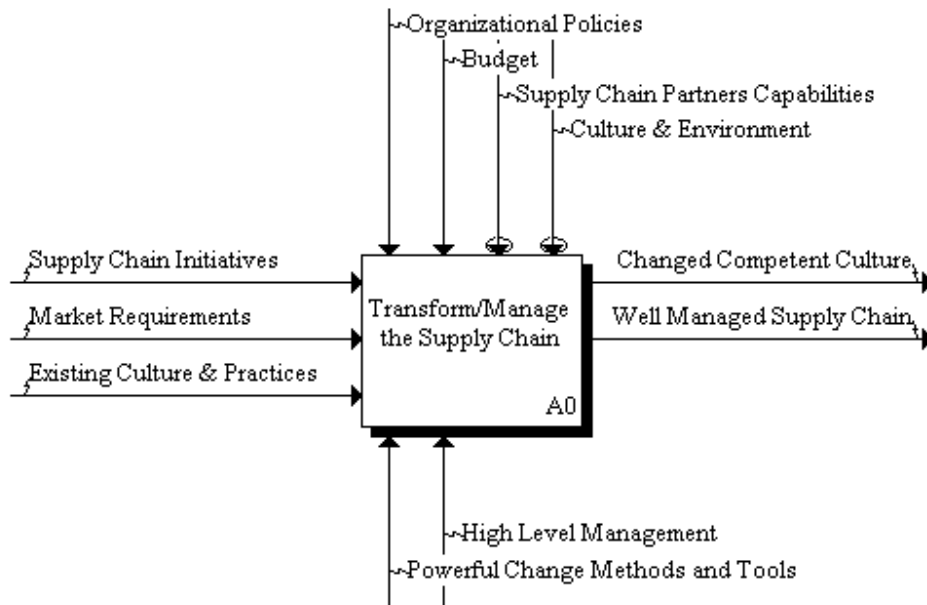 Organizational Policies
Budget
Supply Chain Partners Capabilities
Culture & Environment
Supply Chain Initiatives
Market Requirements
Existing Culture & Practices
Transform/Manage
the Supply Chain
A0
Changed Competent Culture
Well Managed Supply Chain
High Level Management
Powerful Change Methods and Tools